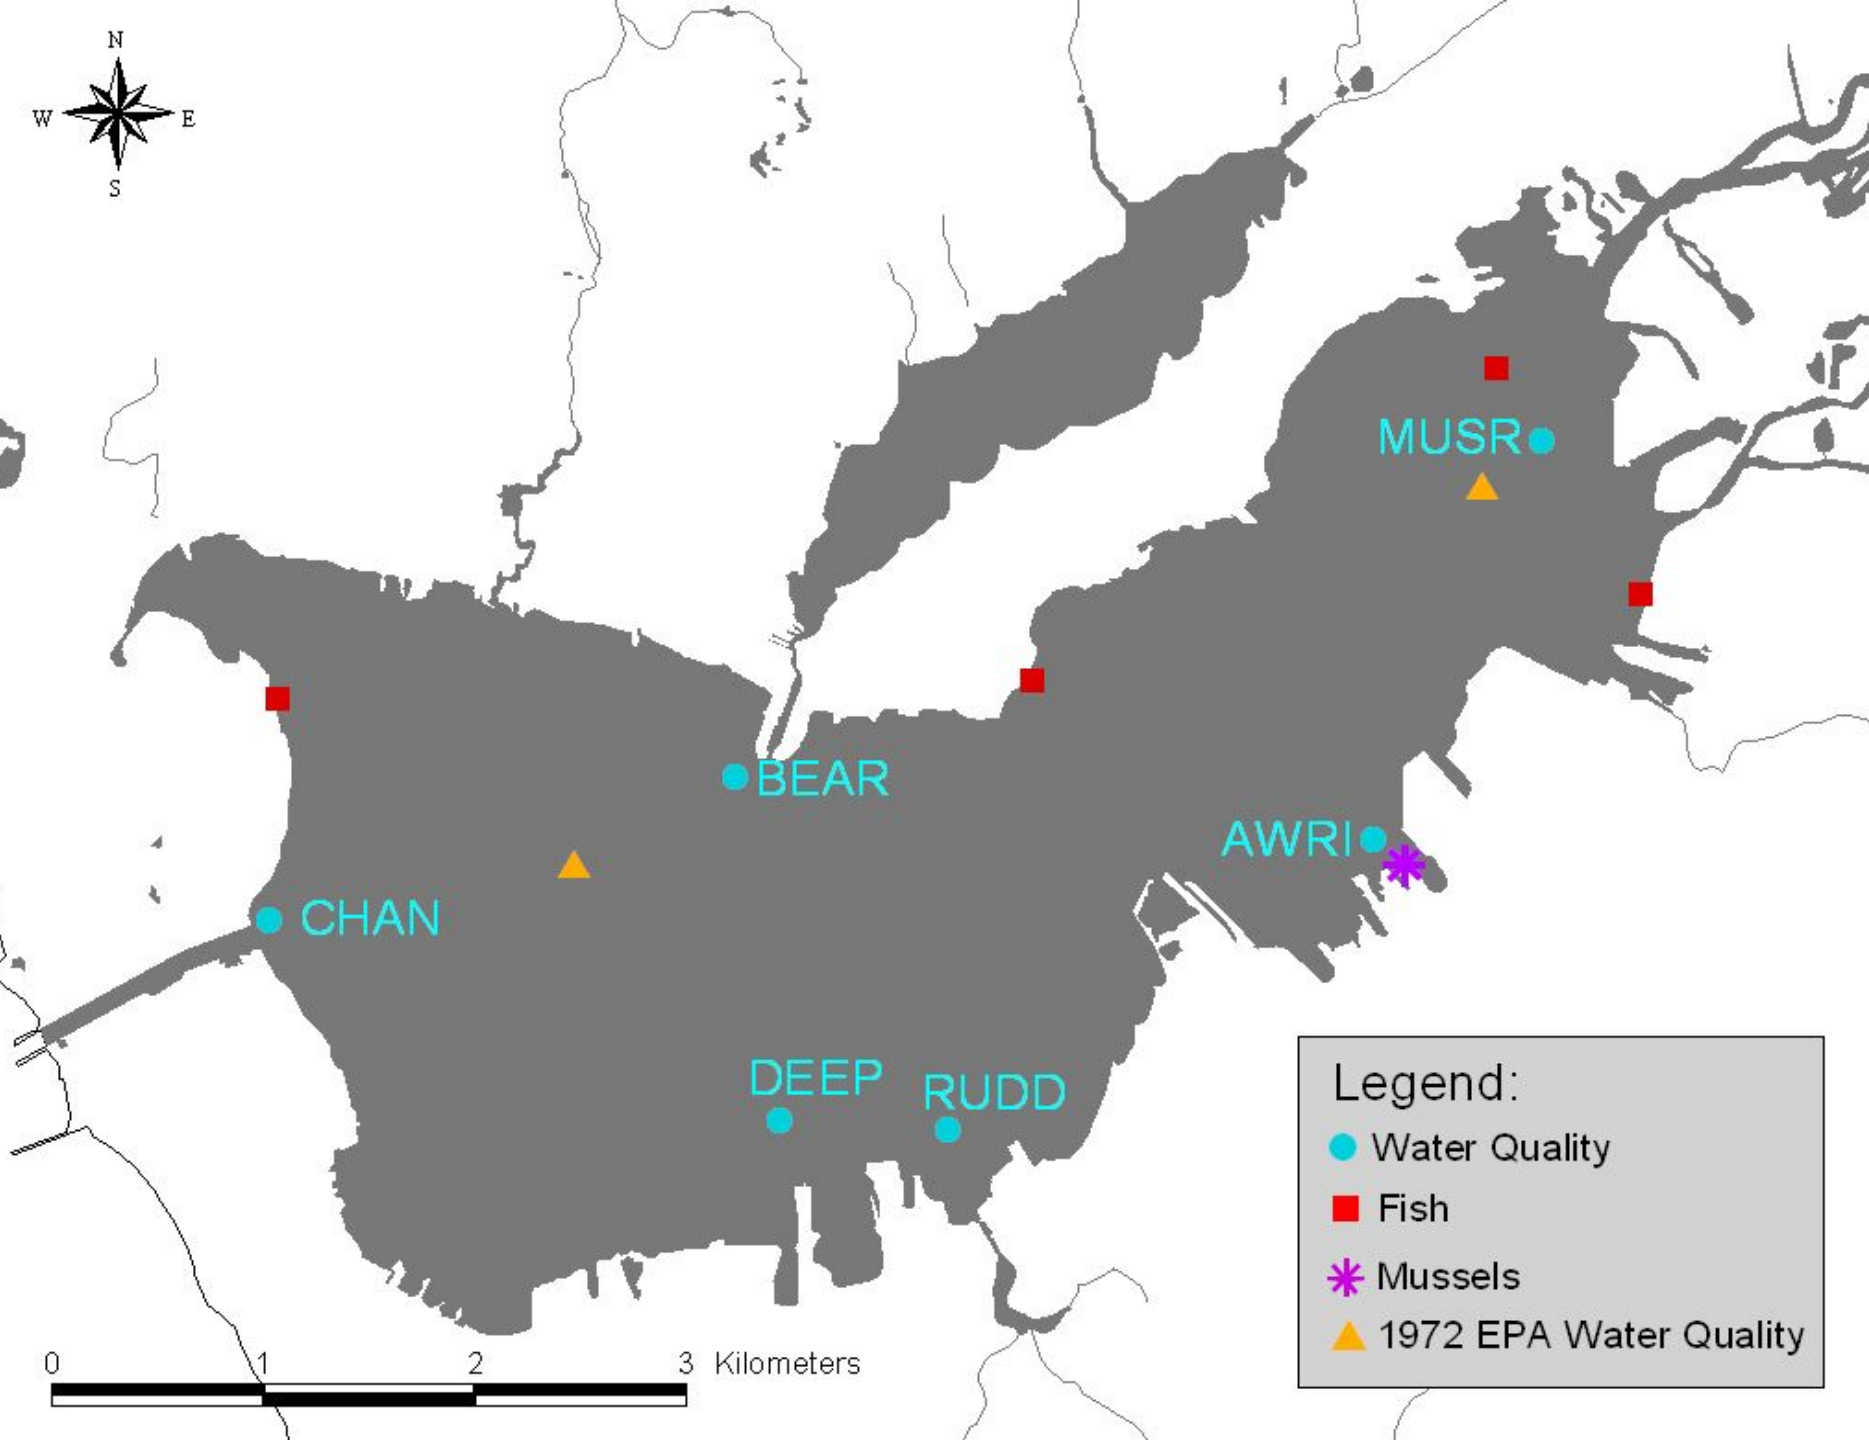 N
W E
S
MUSR
BEAR
AWRI
CHAN
DEEP
RUDD
Legend:
Water Quality
Fish
Mussels
1972 EPA Water Quality
0 1 2 3 Kilometers